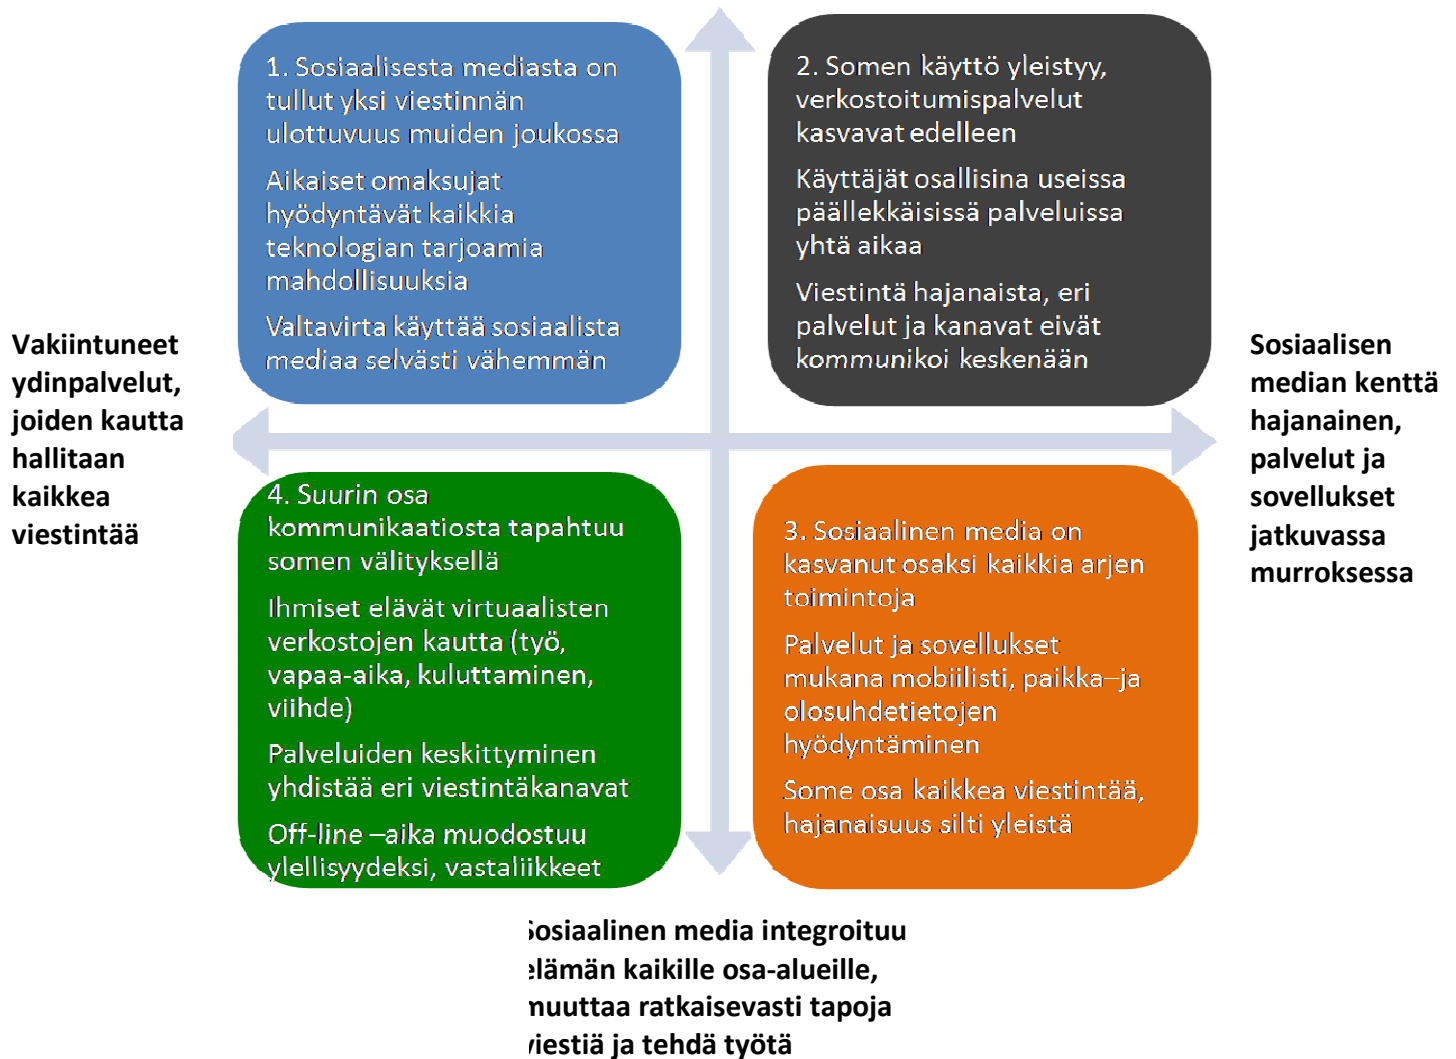 1. Sosiaalisesta mediasta on
tullut yksi viestinnän
ulottuvuus muiden joukossa
Aikaiset omaksujat
hyödyntävät kaikkia
teknologian tarjoamia
mahdollisuuksia
Valtavirta käyttää sosiaalista
mediaa selvästi vähemmän
2. Somen käyttö yleistyy,
verkostoitumispalvelut
kasvavat edelleen
Käyttäjät osallisina useissa
päällekkäisissä palveluissa
yhtä aikaa
Viestintä hajanaista, eri
palvelut ja kanavat eivät
kommunikoi keskenään
Vakiintuneet
ydinpalvelut,
joiden kautta
hallitaan
kaikkea
viestintää
Sosiaalisen
median kenttä
hajanainen,
palvelut ja
sovellukset
jatkuvassa
murroksessa
4. Suurin osa
kommunikaatiosta tapahtuu
somen välityksellä
Ihmiset elävät virtuaalisten
verkostojen kautta (työ,
vapaa-aika, kuluttaminen,
viihde)
Palveluiden keskittyminen
yhdistää eri viestintäkanavat
Off-line –aika muodostuu
ylellisyydeksi, vastaliikkeet
3. Sosiaalinen media on
kasvanut osaksi kaikkia arjen
toimintoja
Palvelut ja sovellukset
mukana mobiilisti, paikka–ja
olosuhdetietojen
hyödyntäminen
Some osa kaikkea viestintää,
hajanaisuus silti yleistä
Sosiaalinen media integroituu
elämän kaikille osa-alueille,
muuttaa ratkaisevasti tapoja
viestiä ja tehdä työtä